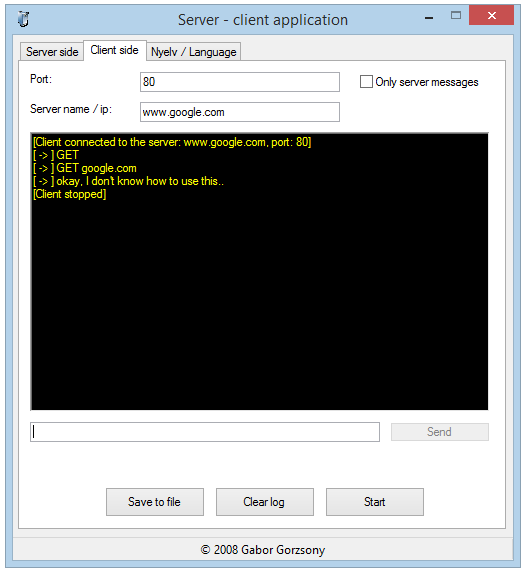 Server - client application
Server side Client side Nyelv / Language
Port: 80 Only server messages
Server name / ip: www.google.com
[Client connected to the server: www.google.com, port: 80]
[ -> ] GET
[ -> ] GET google.com
[ -> ] okay, I don't know how to use this..
[Client stopped]
Send
Save to file Clear log Start
© 2008 Gabor Gorzsony